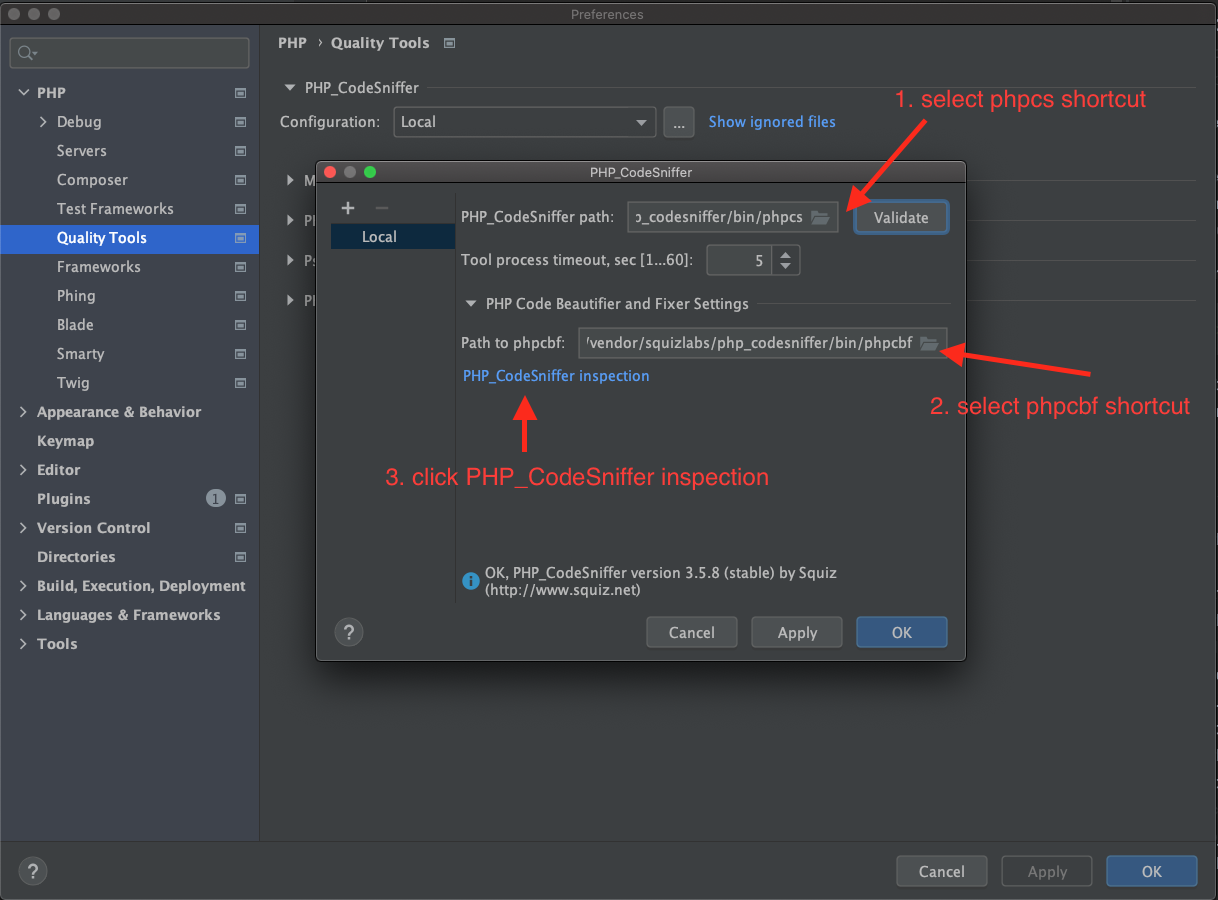 Preferences
PHP › Quality Tools
PHP
Debug
Servers
Composer
Test Frameworks
Quality Tools
Frameworks
Phing
Blade
Smarty
Twig
Appearance & Behavior
Keymap
Editor
Plugins 1
Version Control
Directories
Build, Execution, Deployment
Languages & Frameworks
Tools
PHP_CodeSniffer
Configuration: Local ... Show ignored files
1. select phpcs shortcut
PHP_CodeSniffer
+ −
Local
PHP_CodeSniffer path: p_codesniffer/bin/phpcs Validate
Tool process timeout, sec [1...60]: 5
PHP Code Beautifier and Fixer Settings
Path to phpcbf: /vendor/squizlabs/php_codesniffer/bin/phpcbf
PHP_CodeSniffer inspection
2. select phpcbf shortcut
3. click PHP_CodeSniffer inspection
OK, PHP_CodeSniffer version 3.5.8 (stable) by Squiz
(http://www.squiz.net)
? Cancel Apply OK
? Cancel Apply OK